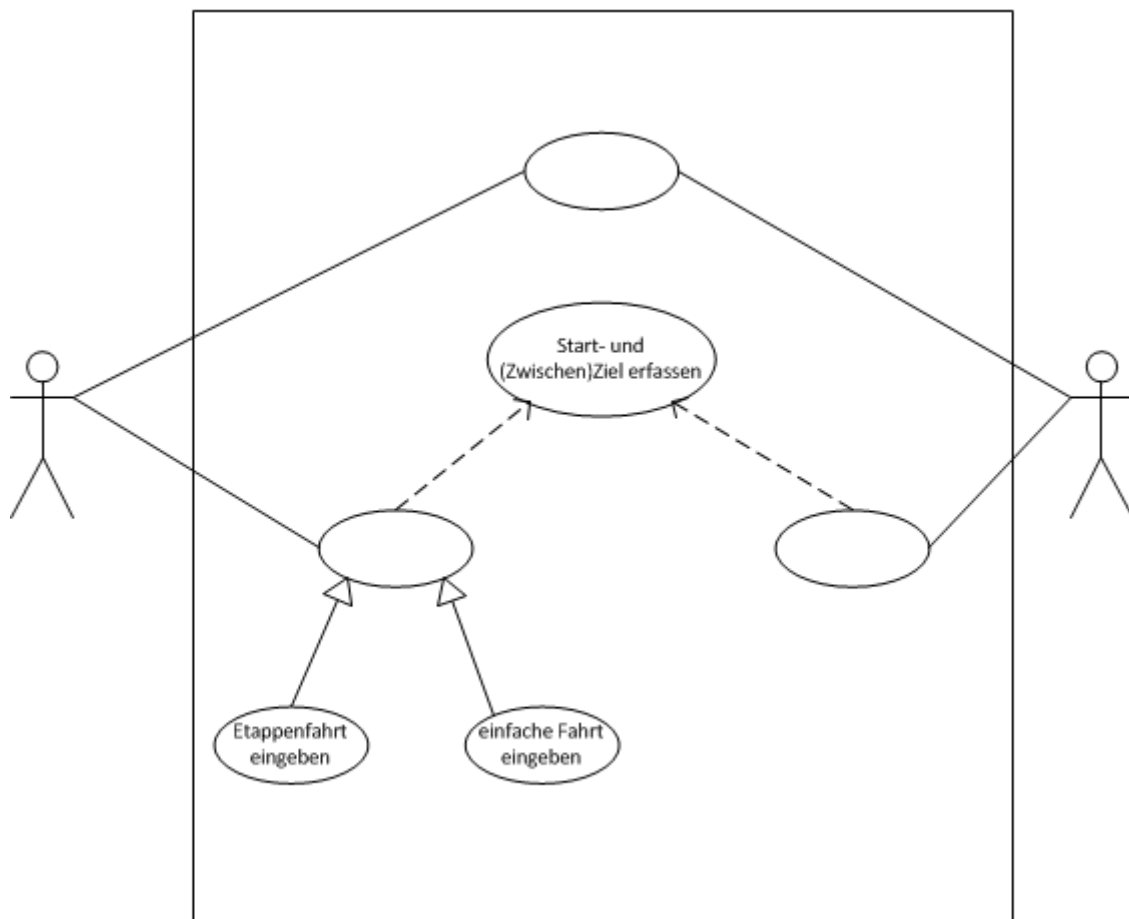 Start- und
(Zwischen)Ziel erfassen
Etappenfahrt
eingeben
einfache Fahrt
eingeben